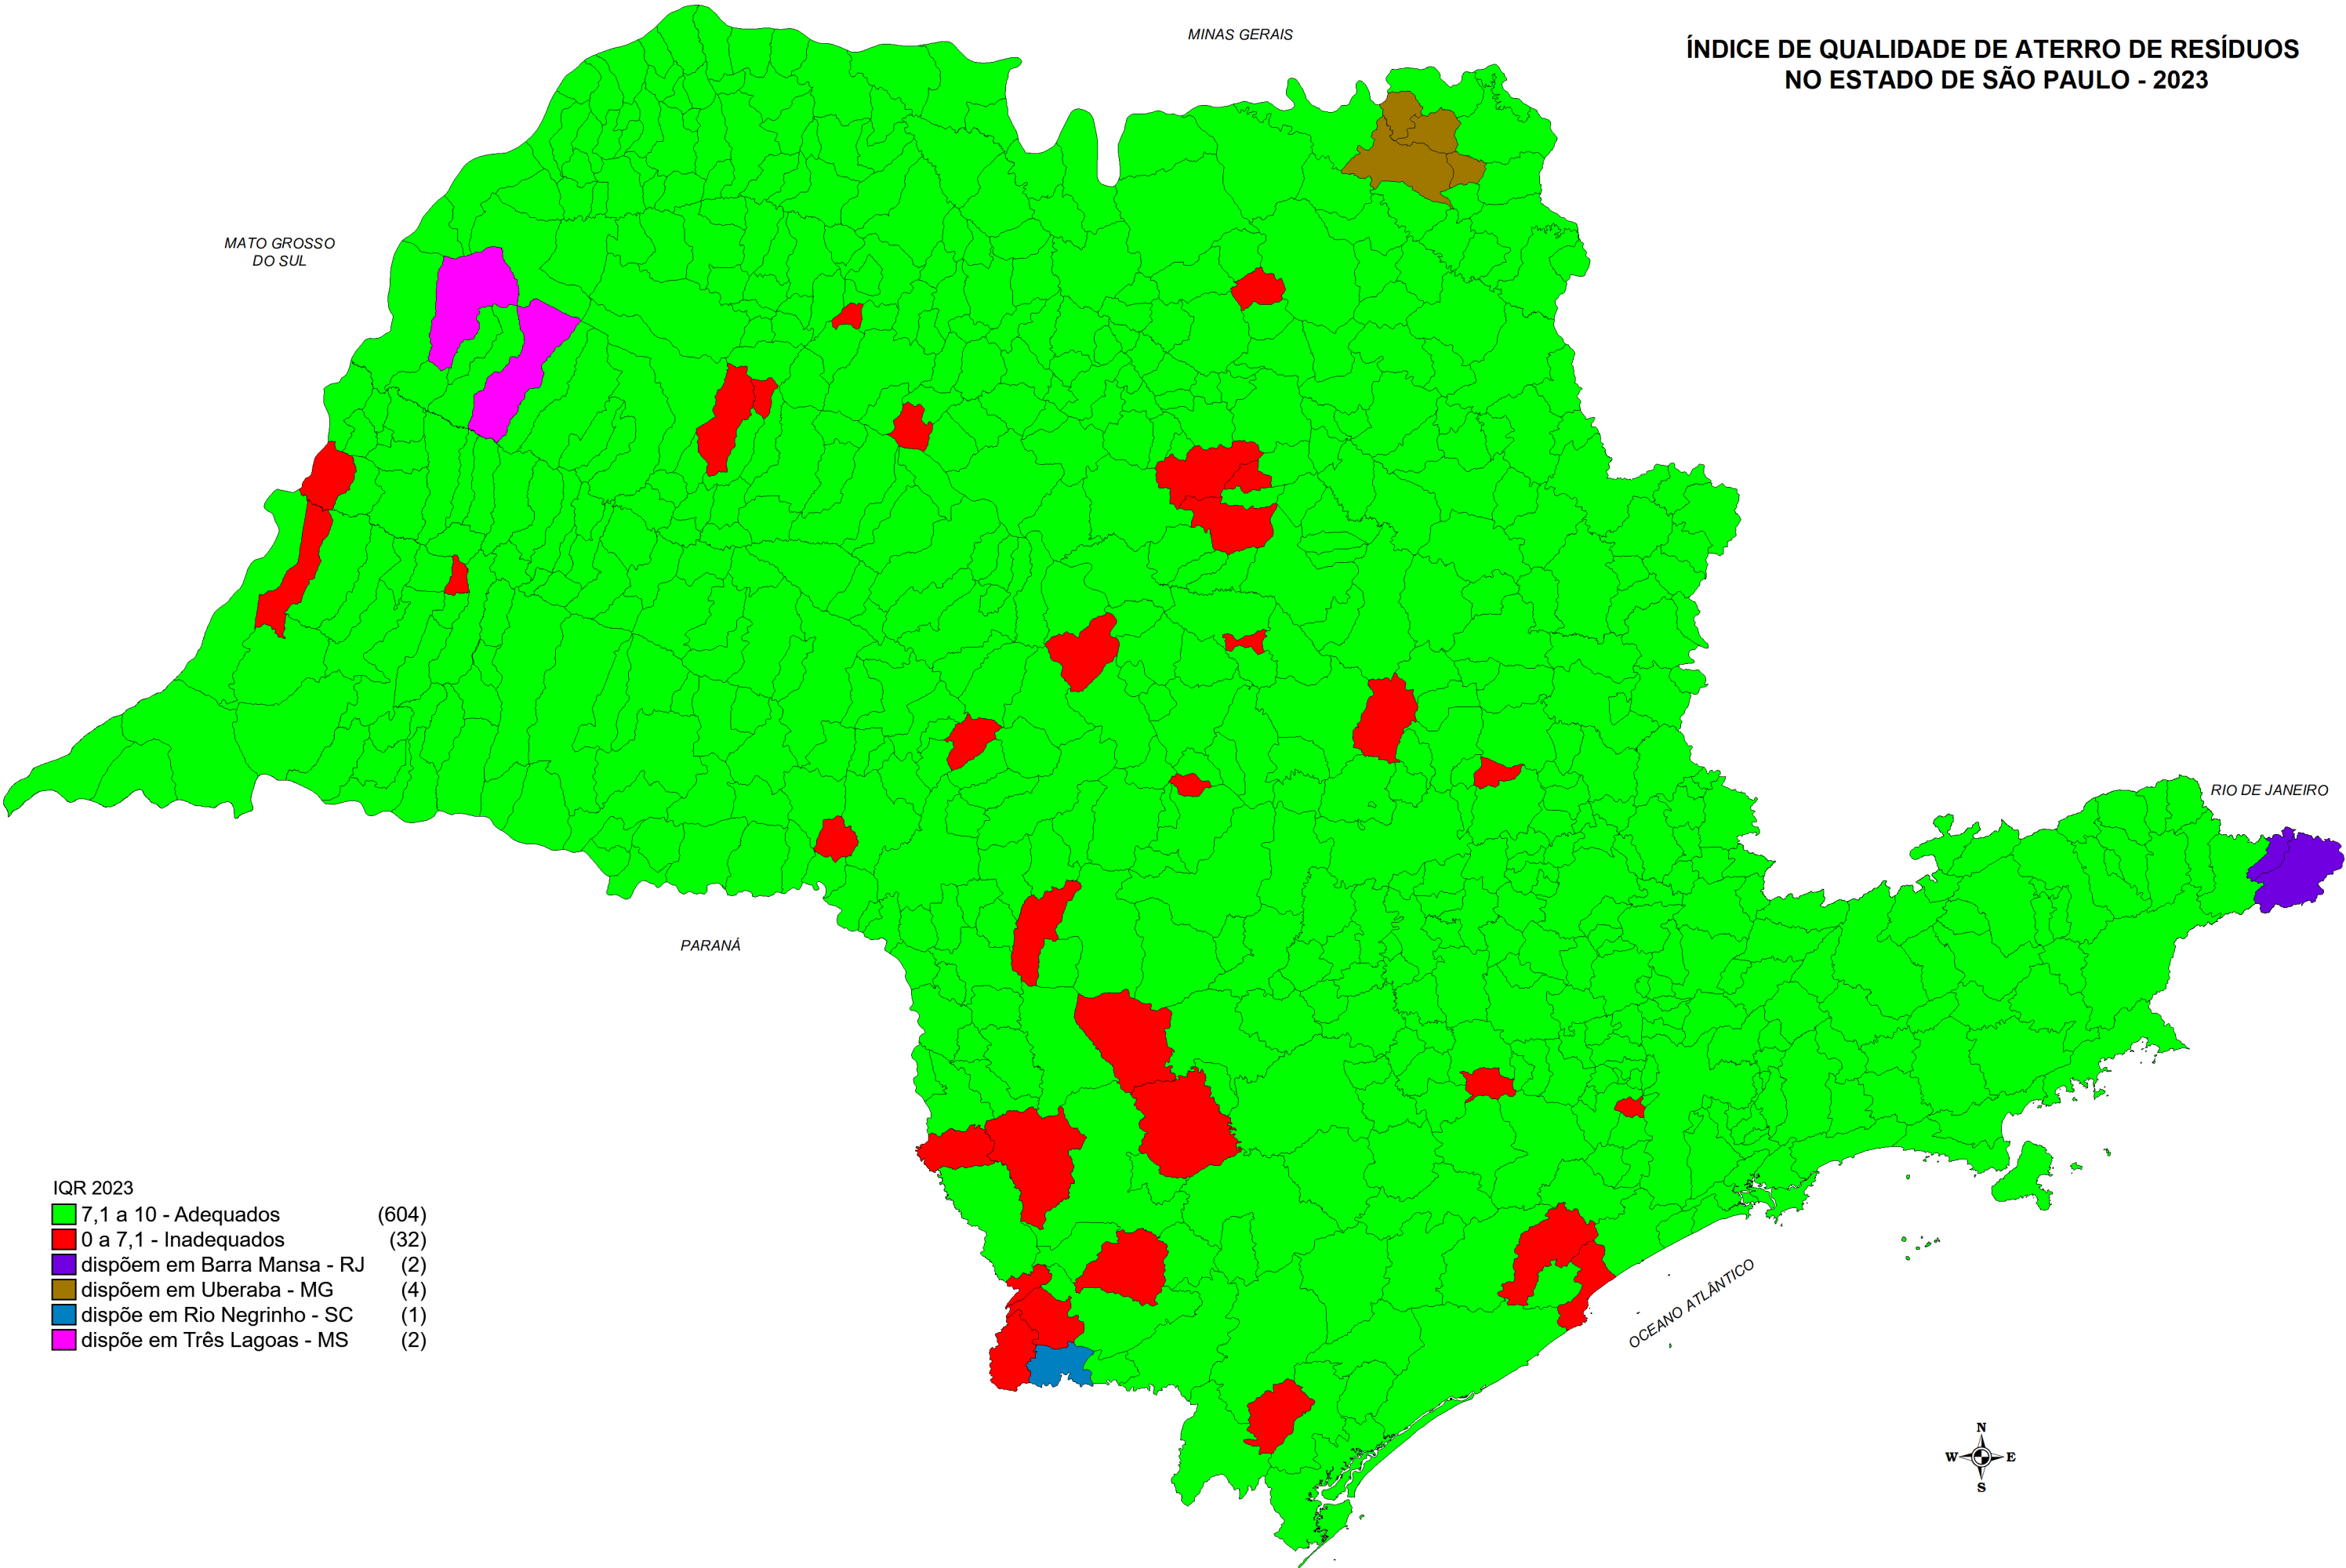 MINAS GERAIS
ÍNDICE DE QUALIDADE DE ATERRO DE RESÍDUOS
NO ESTADO DE SÃO PAULO - 2023
MATO GROSSO
DO SUL
RIO DE JANEIRO
PARANÁ
OCEANO ATLÂNTICO
IQR 2023
7,1 a 10 - Adequados (604)
0 a 7,1 - Inadequados (32)
dispõem em Barra Mansa - RJ (2)
dispõem em Uberaba - MG (4)
dispõe em Rio Negrinho - SC (1)
dispõe em Três Lagoas - MS (2)
N
W E
S